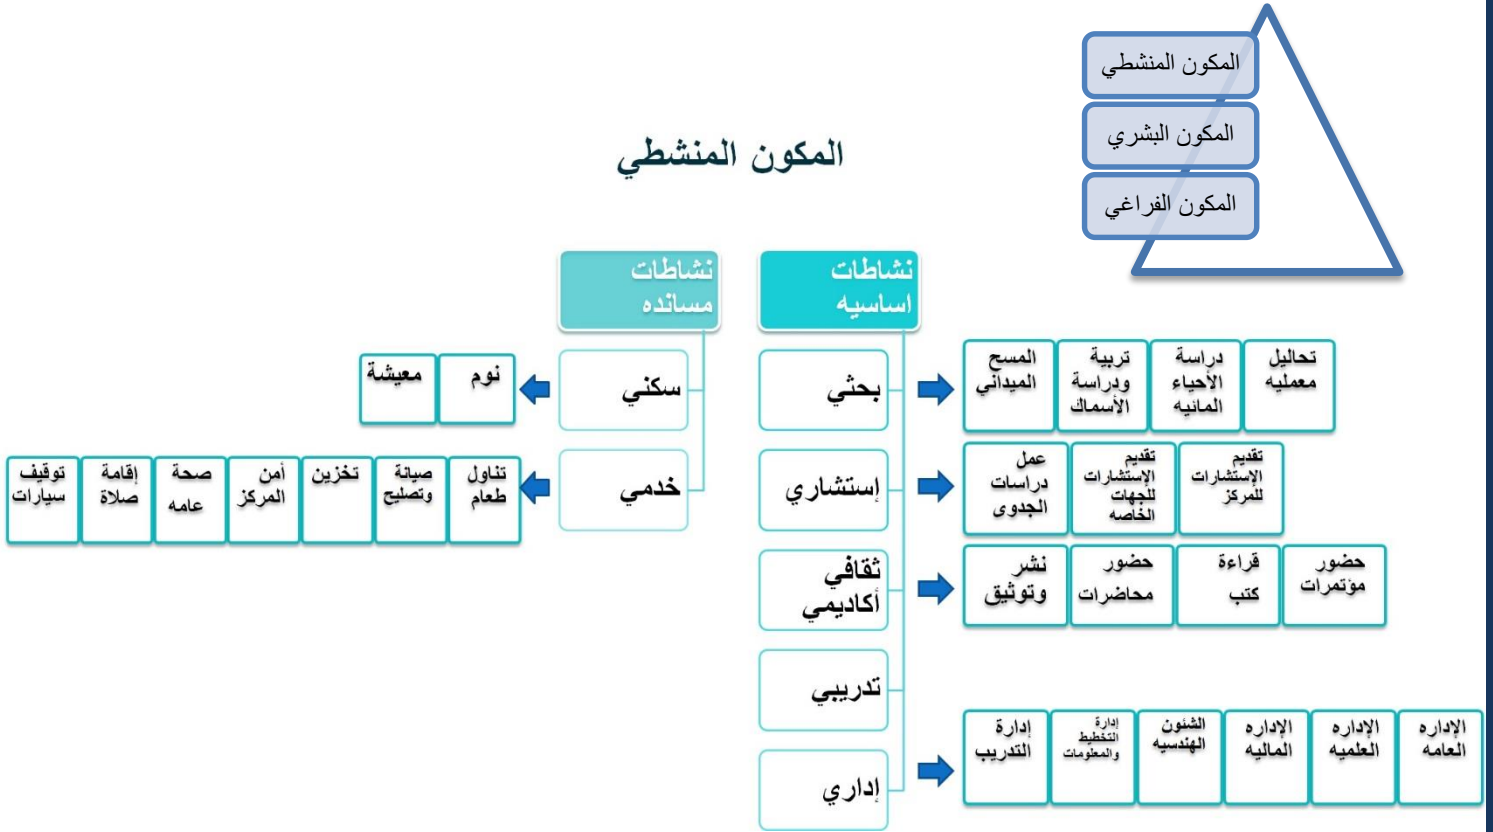 المكون المنشطي
المكون البشري
المكون الفراغي
المكون المنشطي
نشاطات
اساسيه
بحثي
تحاليل
معمليه
دراسة
الأحياء
المائيه
تربية
ودراسة
الأسماك
المسح
الميداني
إستشاري
تقديم
الإستشارات
للمركز
تقديم
الإستشارات
للجهات
الخاصه
عمل
دراسات
الجدوى
ثقافي
أكاديمي
حضور
مؤتمرات
قراءة
كتب
حضور
محاضرات
نشر
وتوثيق
تدريبي
إداري
الإداره
العامه
الإداره
العلميه
الإداره
الماليه
الشئون
الهندسيه
إدارة
التخطيط
والمعلومات
إدارة
التدريب
نشاطات
مسانده
سكني
نوم
معيشة
خدمي
تناول
طعام
صيانة
وتصليح
تخزين
أمن
المركز
صحة
عامه
إقامة
صلاة
توقيف
سيارات